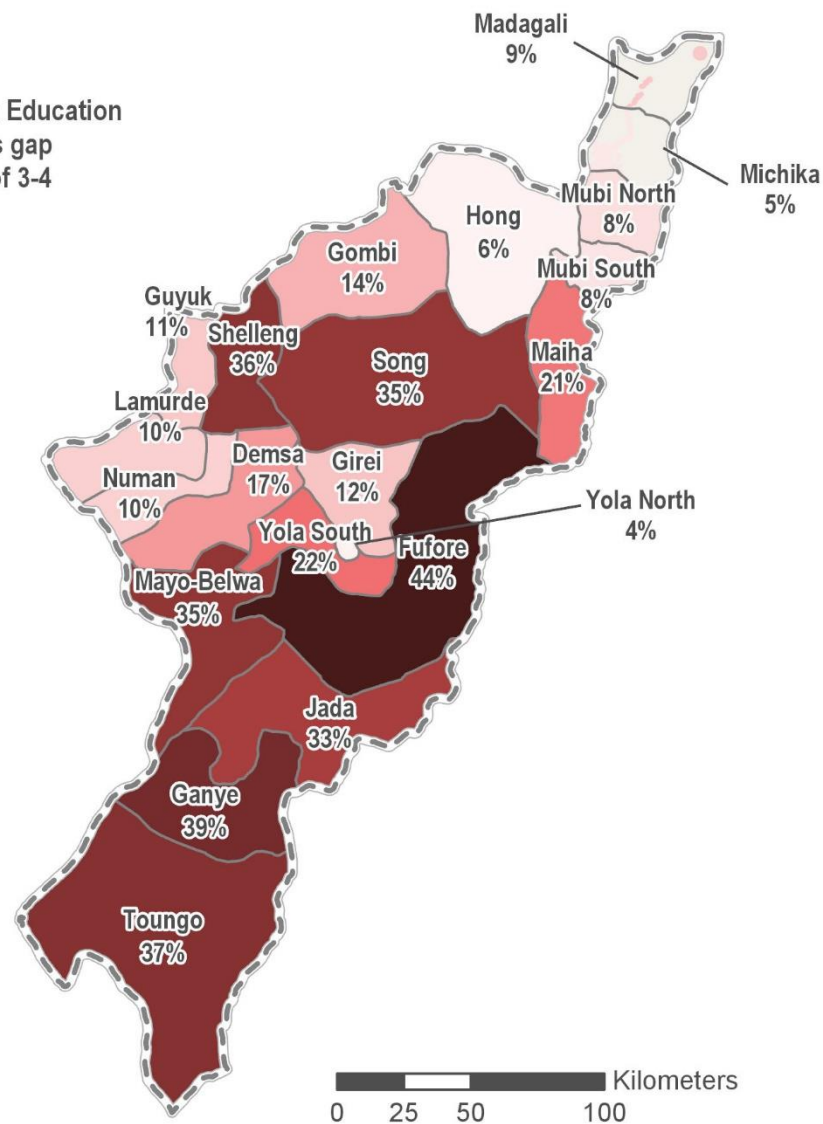 Madagali
9%
Education
s gap
of 3-4
Michika
5%
Mubi North
8%
Hong
6%
Gombi
14%
Mubi South
8%
Guyuk
11%
Shelleng
36%
Song
35%
Maiha
21%
Lamurde
10%
Demsa
17%
Girei
12%
Numan
10%
Yola North
4%
Yola South
22%
Fufore
44%
Mayo-Belwa
35%
Jada
33%
Ganye
39%
Toungo
37%
Kilometers
0 25 50 100